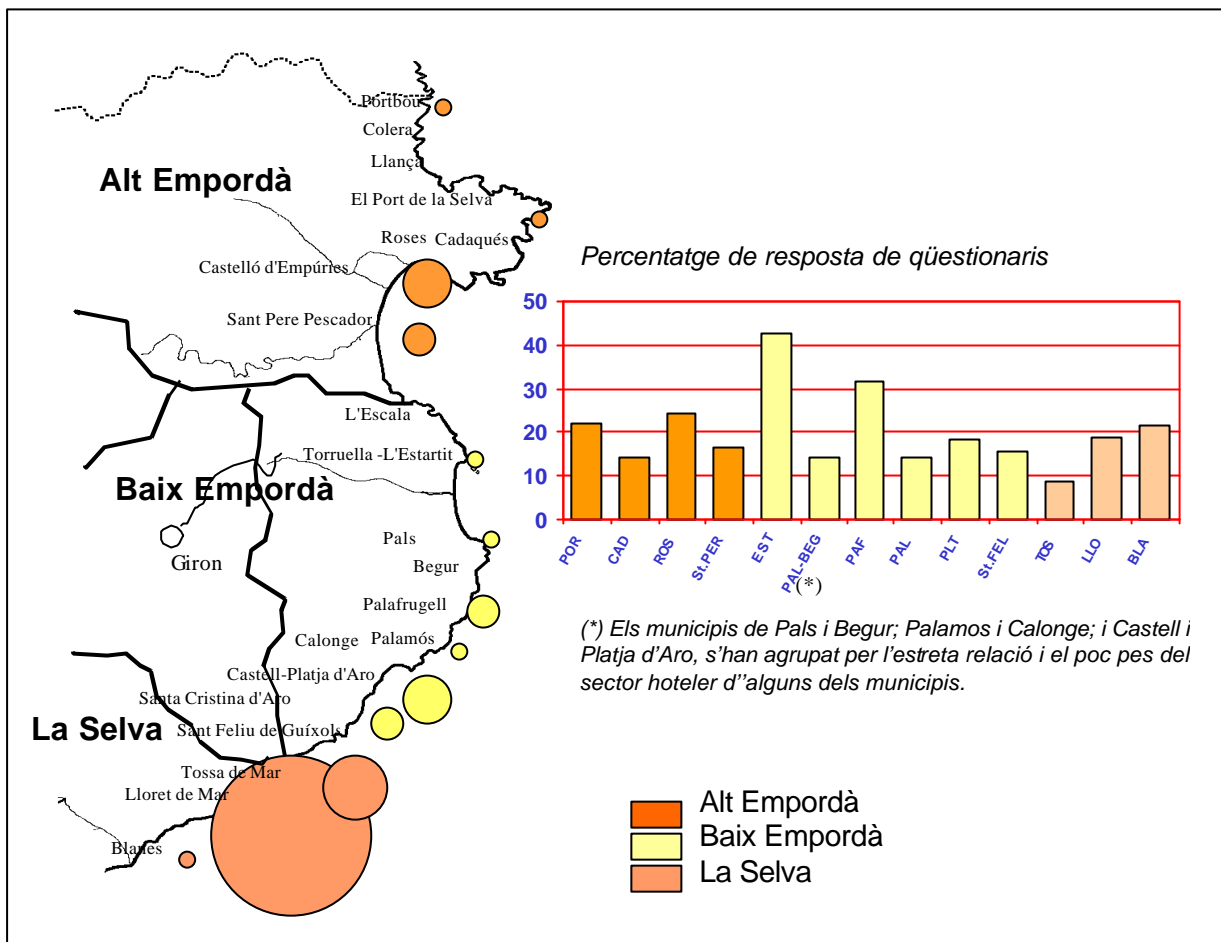 Portbou
Colera
Llançà
Alt Empordà
El Port de la Selva
Roses Cadaqués
Castelló d'Empúries
Sant Pere Pescador
L'Escala
Torruella -L'Estartit
Baix Empordà
Pals
Giron
Begur
Palafrugell
Calonge Palamós
Castell-Platja d'Aro
Santa Cristina d'Aro
La Selva
Sant Feliu de Guíxols
Tossa de Mar
Lloret de Mar
Blanes
Percentatge de resposta de qüestionaris
50
40
30
20
10
0
POR CAD ROS St.PER EST PAL-BEG PAF PAL PLT St.FEL TOS LLO BLA
(*)
(*) Els municipis de Pals i Begur; Palamos i Calonge; i Castell i
Platja d'Aro, s'han agrupat per l'estreta relació i el poc pes del
sector hoteler d''alguns dels municipis.
Alt Empordà
Baix Empordà
La Selva